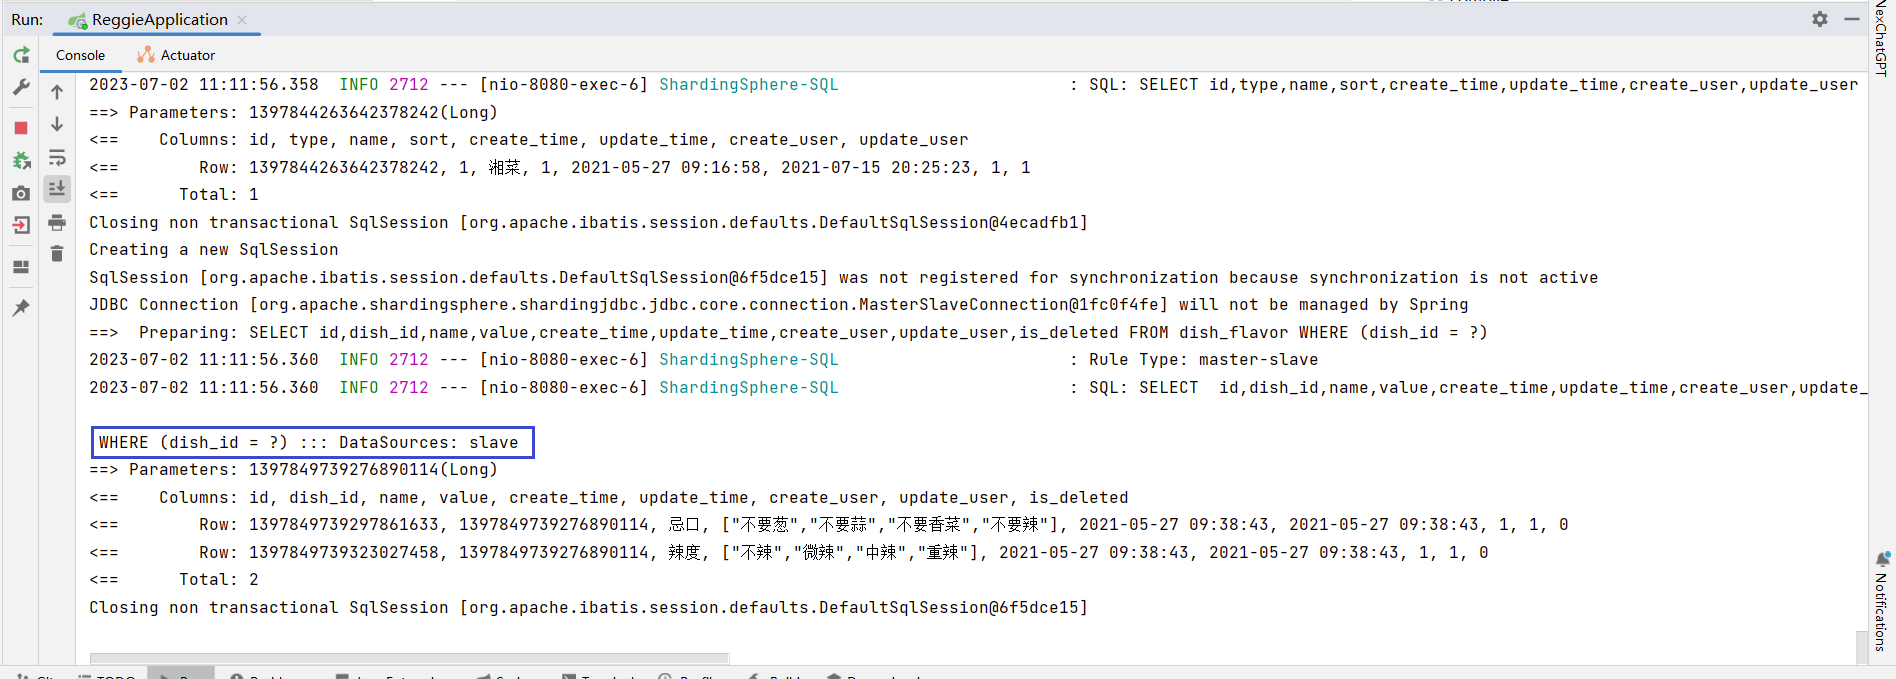 Run: ReggieApplication
Console Actuator
2023-07-02 11:11:56.358 INFO 2712 --- [nio-8080-exec-6] ShardingSphere-SQL : SQL: SELECT id,type,name,sort,create_time,update_time,create_user,update_user
==> Parameters: 1397844263642378242(Long)
<== Columns: id, type, name, sort, create_time, update_time, create_user, update_user
<== Row: 1397844263642378242, 1, 湘菜, 1, 2021-05-27 09:16:58, 2021-07-15 20:25:23, 1, 1
<== Total: 1
Closing non transactional SqlSession [org.apache.ibatis.session.defaults.DefaultSqlSession@4ecadfb1]
Creating a new SqlSession
SqlSession [org.apache.ibatis.session.defaults.DefaultSqlSession@6f5dce15] was not registered for synchronization because synchronization is not active
JDBC Connection [org.apache.shardingsphere.shardingjdbc.jdbc.core.connection.MasterSlaveConnection@1fc0f4fe] will not be managed by Spring
==> Preparing: SELECT id,dish_id,name,value,create_time,update_time,create_user,update_user,is_deleted FROM dish_flavor WHERE (dish_id = ?)
2023-07-02 11:11:56.360 INFO 2712 --- [nio-8080-exec-6] ShardingSphere-SQL : Rule Type: master-slave
2023-07-02 11:11:56.360 INFO 2712 --- [nio-8080-exec-6] ShardingSphere-SQL : SQL: SELECT id,dish_id,name,value,create_time,update_time,create_user,update_
WHERE (dish_id = ?) ::: DataSources: slave
==> Parameters: 1397849739276890114(Long)
<== Columns: id, dish_id, name, value, create_time, update_time, create_user, update_user, is_deleted
<== Row: 1397849739297861633, 1397849739276890114, 忌口, ["不要葱","不要蒜","不要香菜","不要辣"], 2021-05-27 09:38:43, 2021-05-27 09:38:43, 1, 1, 0
<== Row: 1397849739323027458, 1397849739276890114, 辣度, ["不辣","微辣","中辣","重辣"], 2021-05-27 09:38:43, 2021-05-27 09:38:43, 1, 1, 0
<== Total: 2
Closing non transactional SqlSession [org.apache.ibatis.session.defaults.DefaultSqlSession@6f5dce15]
NexChatGPT
Notifications